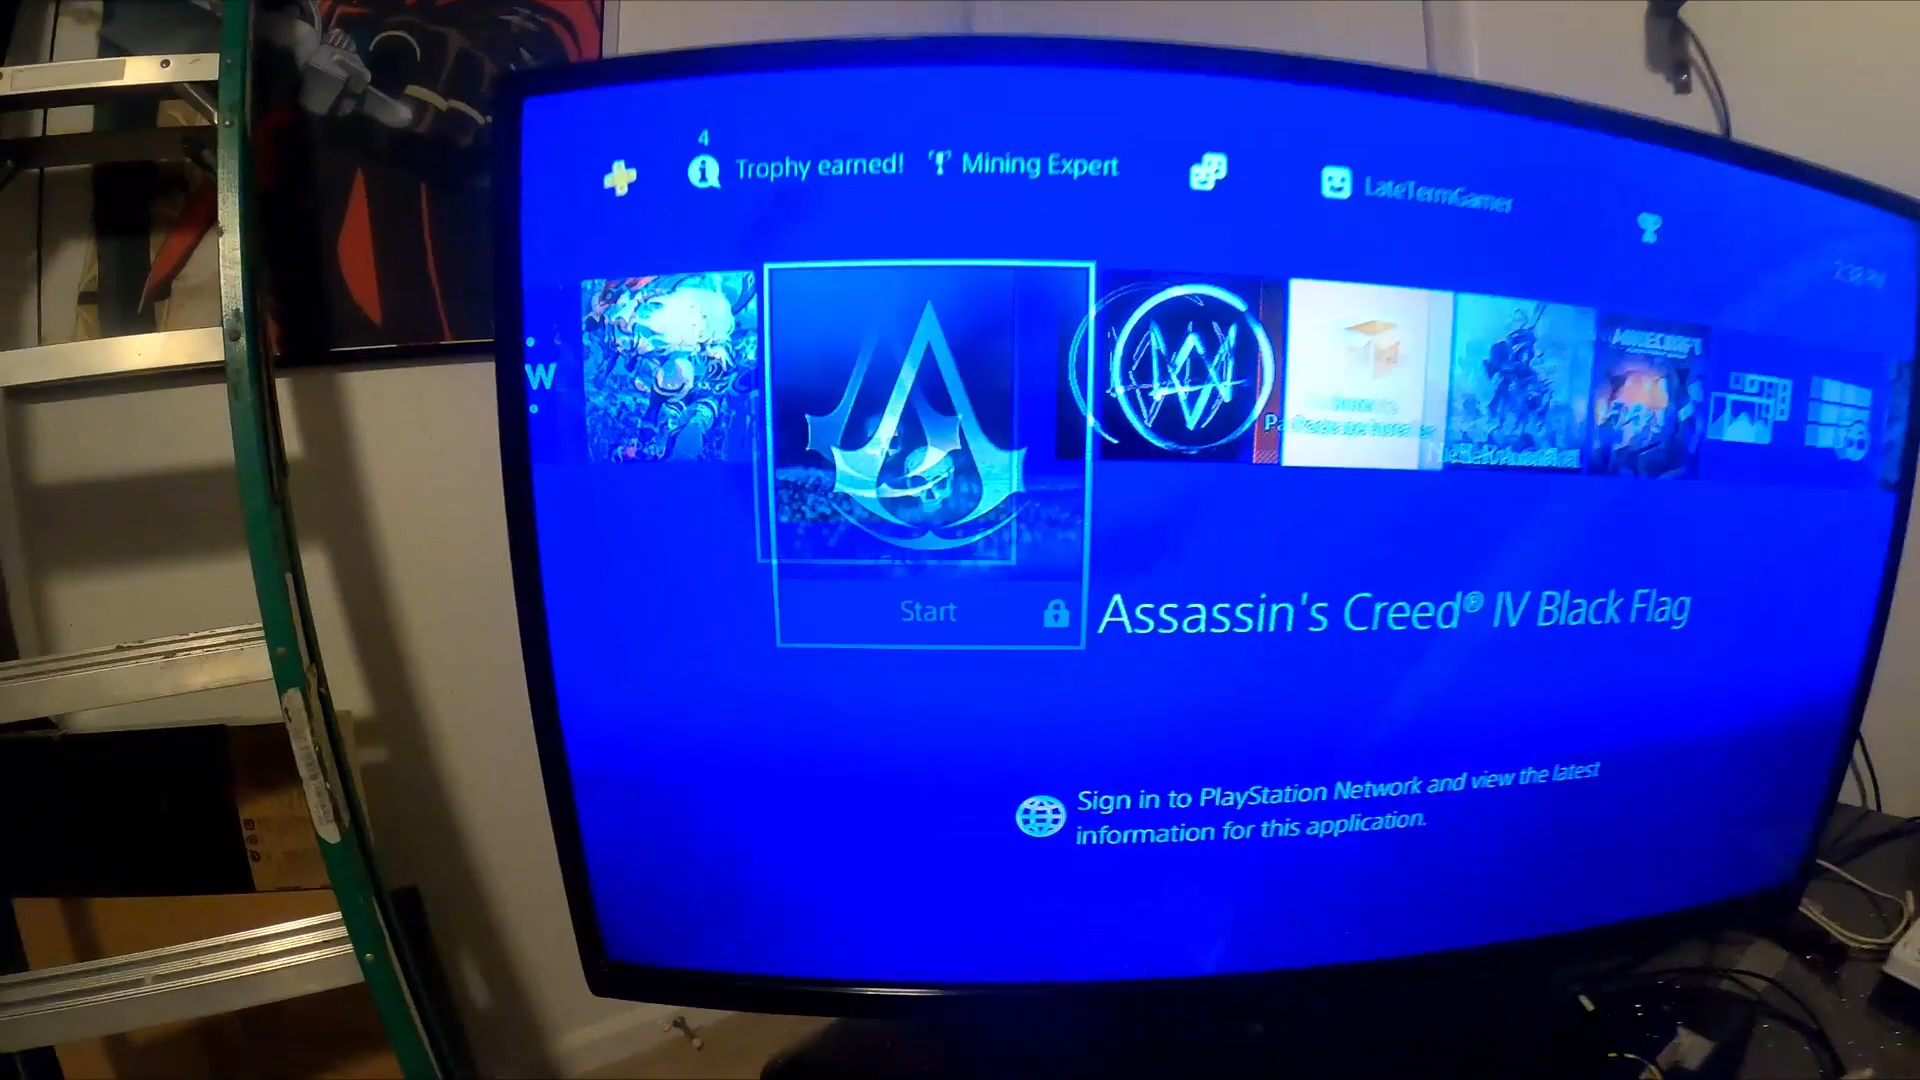 4
Trophy earned! Mining Expert
LateTermGamer
W
MINECRAFT
Start
Assassin's Creed® IV Black Flag
Sign in to PlayStation Network and view the latest
information for this application.